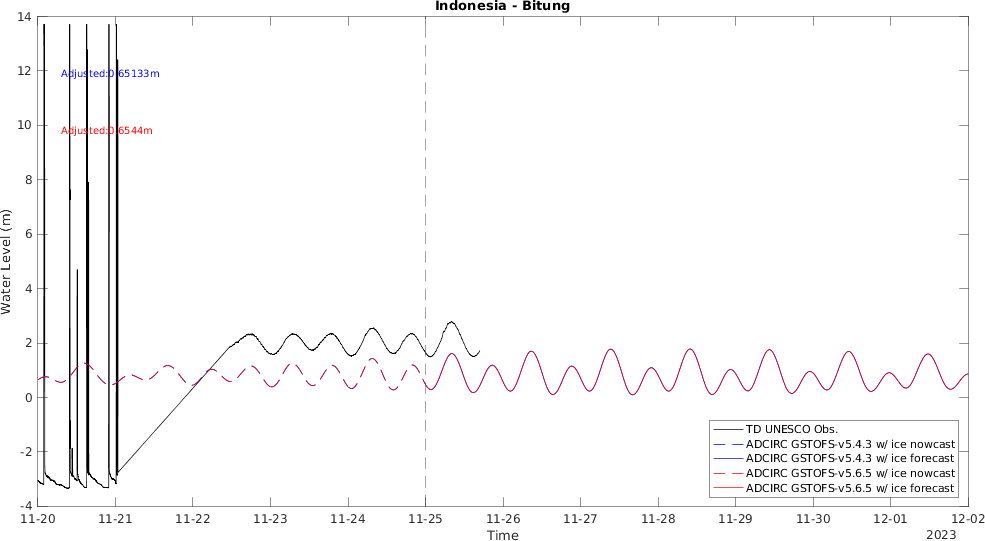 Indonesia - Bitung
14
12
10
8
6
4
2
0
-2
-4
Water Level (m)
Adjusted:0.65133m
Adjusted:0.6544m
TD UNESCO Obs.
ADCIRC GSTOFS-v5.4.3 w/ ice nowcast
ADCIRC GSTOFS-v5.4.3 w/ ice forecast
ADCIRC GSTOFS-v5.6.5 w/ ice nowcast
ADCIRC GSTOFS-v5.6.5 w/ ice forecast
11-20 11-21 11-22 11-23 11-24 11-25 11-26 11-27 11-28 11-29 11-30 12-01 12-02
Time
2023